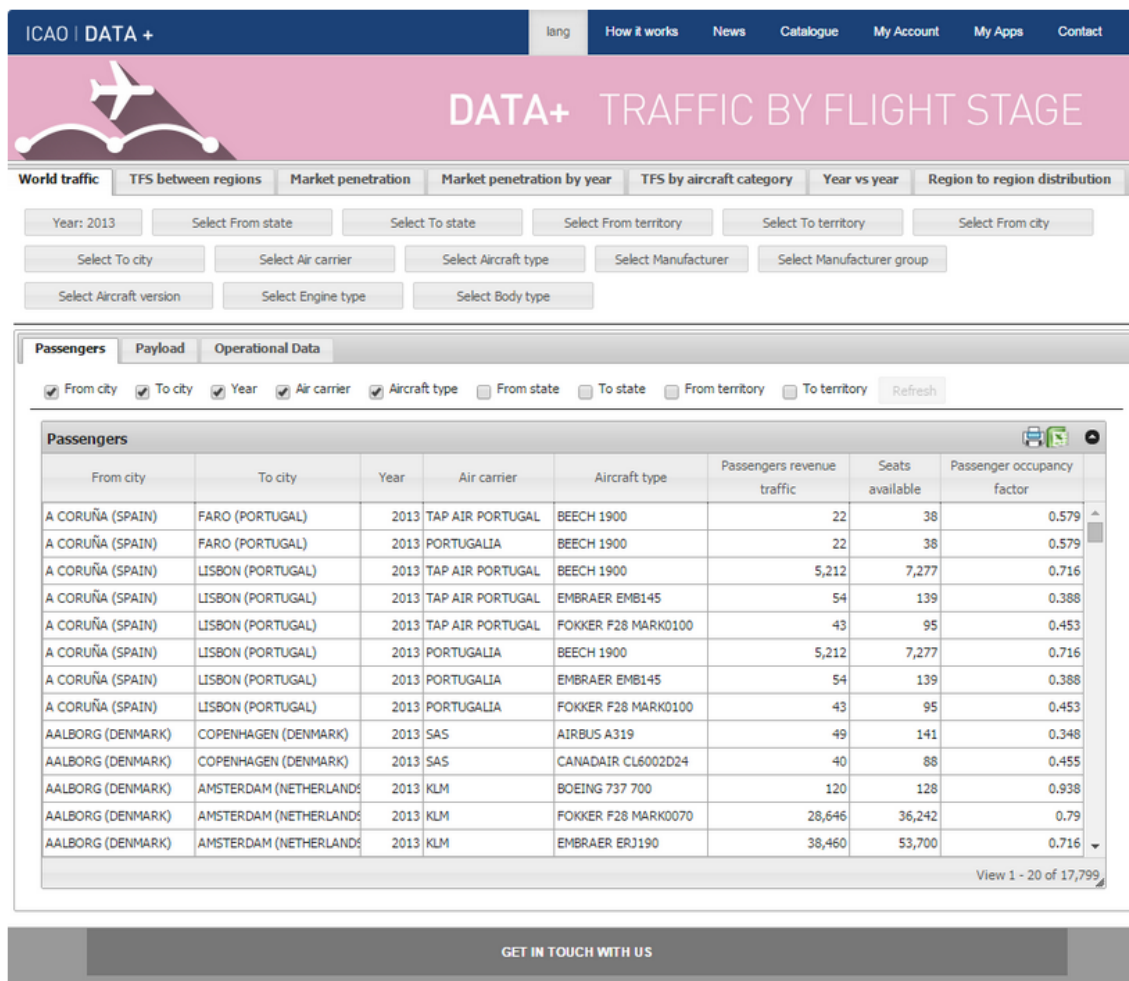 ICAO | DATA +
lang How it works News Catalogue My Account My Apps Contact
DATA+ TRAFFIC BY FLIGHT STAGE
World traffic TFS between regions Market penetration Market penetration by year TFS by aircraft category Year vs year Region to region distribution
Year: 2013 Select From state Select To state Select From territory Select To territory Select From city
Select To city Select Air carrier Select Aircraft type Select Manufacturer Select Manufacturer group
Select Aircraft version Select Engine type Select Body type
Passengers Payload Operational Data
From city To city Year Air carrier Aircraft type From state To state From territory To territory Refresh
Passengers
From city To city Year Air carrier Aircraft type Passengers revenue traffic Seats available Passenger occupancy factor
A CORUÑA (SPAIN) FARO (PORTUGAL) 2013 TAP AIR PORTUGAL BEECH 1900 22 38 0.579
A CORUÑA (SPAIN) FARO (PORTUGAL) 2013 PORTUGALIA BEECH 1900 22 38 0.579
A CORUÑA (SPAIN) LISBON (PORTUGAL) 2013 TAP AIR PORTUGAL BEECH 1900 5,212 7,277 0.716
A CORUÑA (SPAIN) LISBON (PORTUGAL) 2013 TAP AIR PORTUGAL EMBRAER EMB145 54 139 0.388
A CORUÑA (SPAIN) LISBON (PORTUGAL) 2013 TAP AIR PORTUGAL FOKKER F28 MARK0100 43 95 0.453
A CORUÑA (SPAIN) LISBON (PORTUGAL) 2013 PORTUGALIA BEECH 1900 5,212 7,277 0.716
A CORUÑA (SPAIN) LISBON (PORTUGAL) 2013 PORTUGALIA EMBRAER EMB145 54 139 0.388
A CORUÑA (SPAIN) LISBON (PORTUGAL) 2013 PORTUGALIA FOKKER F28 MARK0100 43 95 0.453
AALBORG (DENMARK) COPENHAGEN (DENMARK) 2013 SAS AIRBUS A319 49 141 0.348
AALBORG (DENMARK) COPENHAGEN (DENMARK) 2013 SAS CANADAIR CL6002D24 40 88 0.455
AALBORG (DENMARK) AMSTERDAM (NETHERLANDS 2013 KLM BOEING 737 700 120 128 0.938
AALBORG (DENMARK) AMSTERDAM (NETHERLANDS 2013 KLM FOKKER F28 MARK0070 28,646 36,242 0.79
AALBORG (DENMARK) AMSTERDAM (NETHERLANDS 2013 KLM EMBRAER ERJ190 38,460 53,700 0.716
View 1 - 20 of 17,799
GET IN TOUCH WITH US